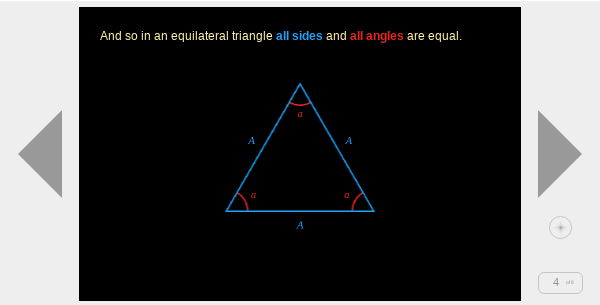 And so in an equilateral triangle all sides and all angles are equal.
a
A A
a a
A
4